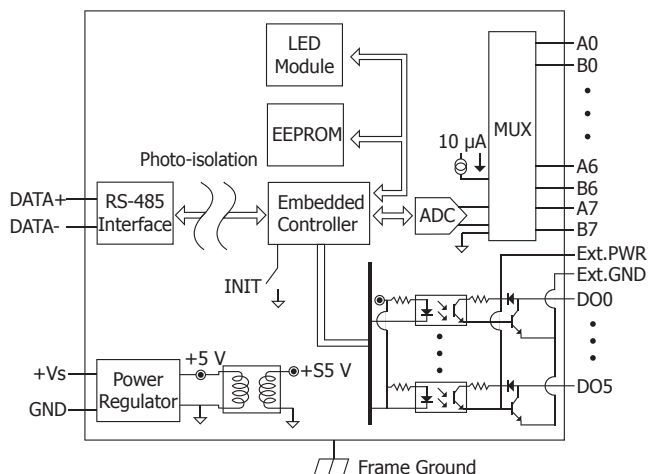 LED
Module
EEPROM
10 µA
MUX
A0
B0
A6
B6
A7
B7
Photo-isolation
DATA+
DATA-
RS-485
Interface
Embedded
Controller
ADC
INIT
Ext.PWR
Ext.GND
DO0
DO5
+Vs
GND
Power
Regulator
+5 V
+S5 V
Frame Ground